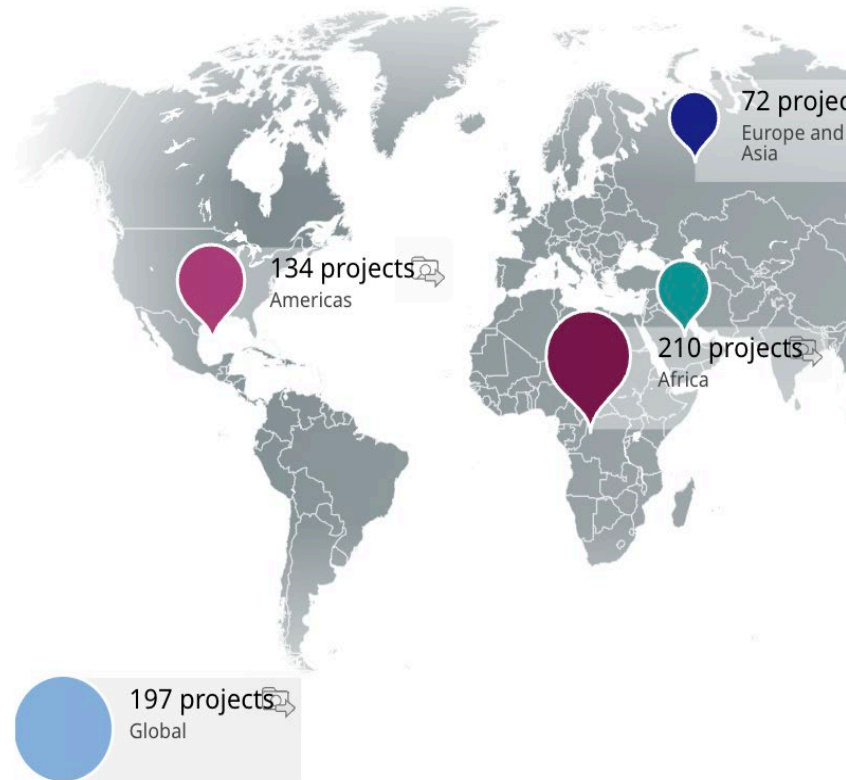 72 projec
Europe and
Asia
134 projects
Americas
210 projects
Africa
197 projects
Global